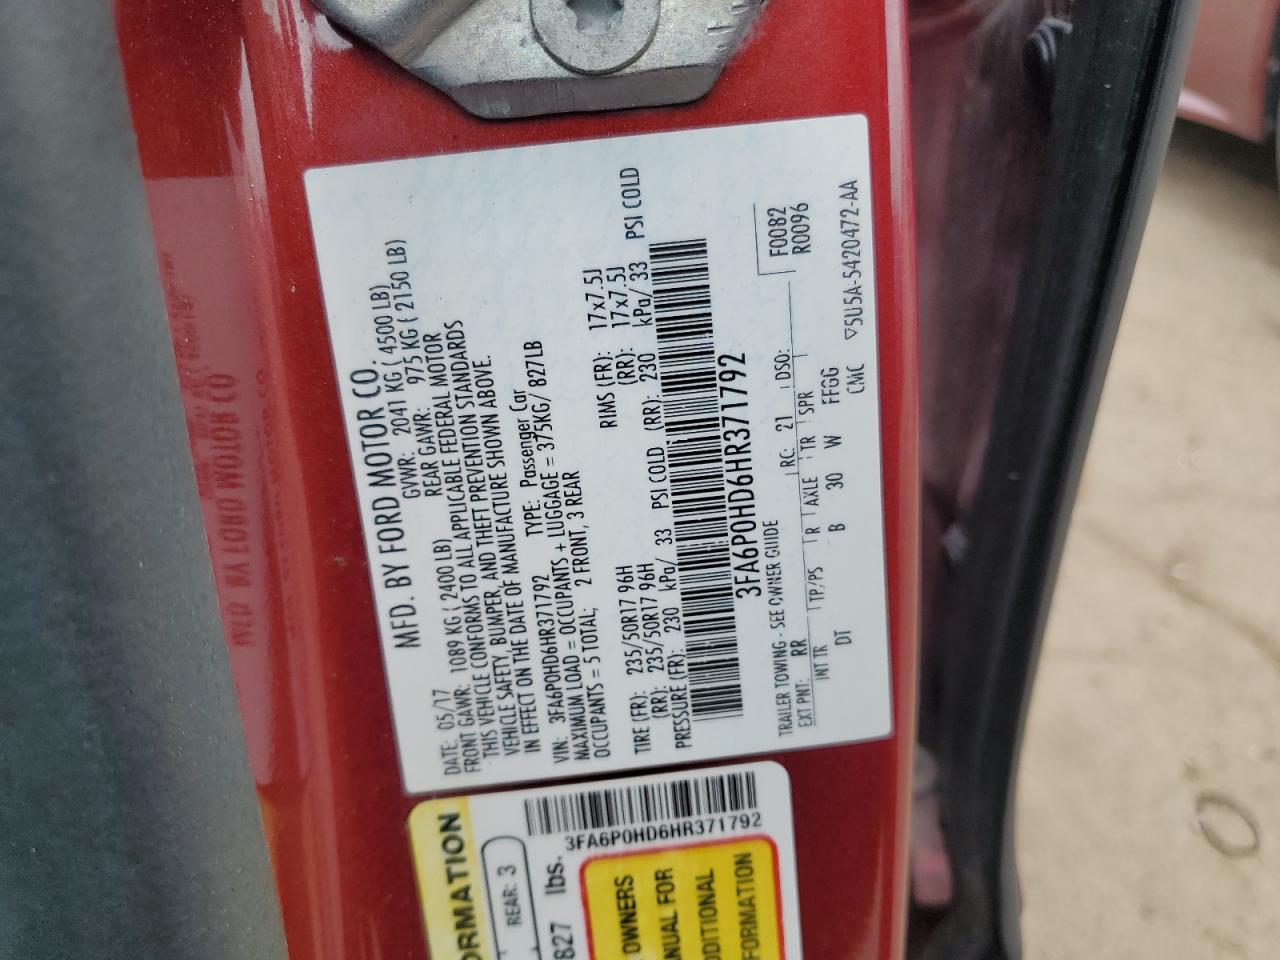 MFD. BY FORD MOTOR CO.
DATE: 05/17 GVWR: 2041 KG ( 4500 LB)
FRONT GAWR: 1089 KG ( 2400 LB) REAR GAWR: 975 KG ( 2150 LB)
THIS VEHICLE CONFORMS TO ALL APPLICABLE FEDERAL MOTOR
VEHICLE SAFETY, BUMPER, AND THEFT PREVENTION STANDARDS
IN EFFECT ON THE DATE OF MANUFACTURE SHOWN ABOVE.
VIN: 3FA6P0HD6HR371792 TYPE: Passenger Car
MAXIMUM LOAD = OCCUPANTS + LUGGAGE = 375KG/ 827LB
OCCUPANTS = 5 TOTAL; 2 FRONT, 3 REAR
TIRE (FR): 235/50R17 96H RIMS (FR): 17x7.5J
(RR): 235/50R17 96H (RR): 17x7.5J
PRESSURE (FR): 230 kPa/ 33 PSI COLD (RR): 230 kPa/ 33 PSI COLD
3FA6P0HD6HR371792
F0082
R0096
TRAILER TOWING - SEE OWNER GUIDE RC: 21 DSO:
EXT PNT: RR
INT TR TP/PS R AXLE TR SPR
DT B 30 W FFGG
CMC ▽5U5A-5420472-AA
ORMATION
REAR: 3
827 lbs.
3FA6P0HD6HR371792
OWNERS
ANUAL FOR
DDITIONAL
FORMATION